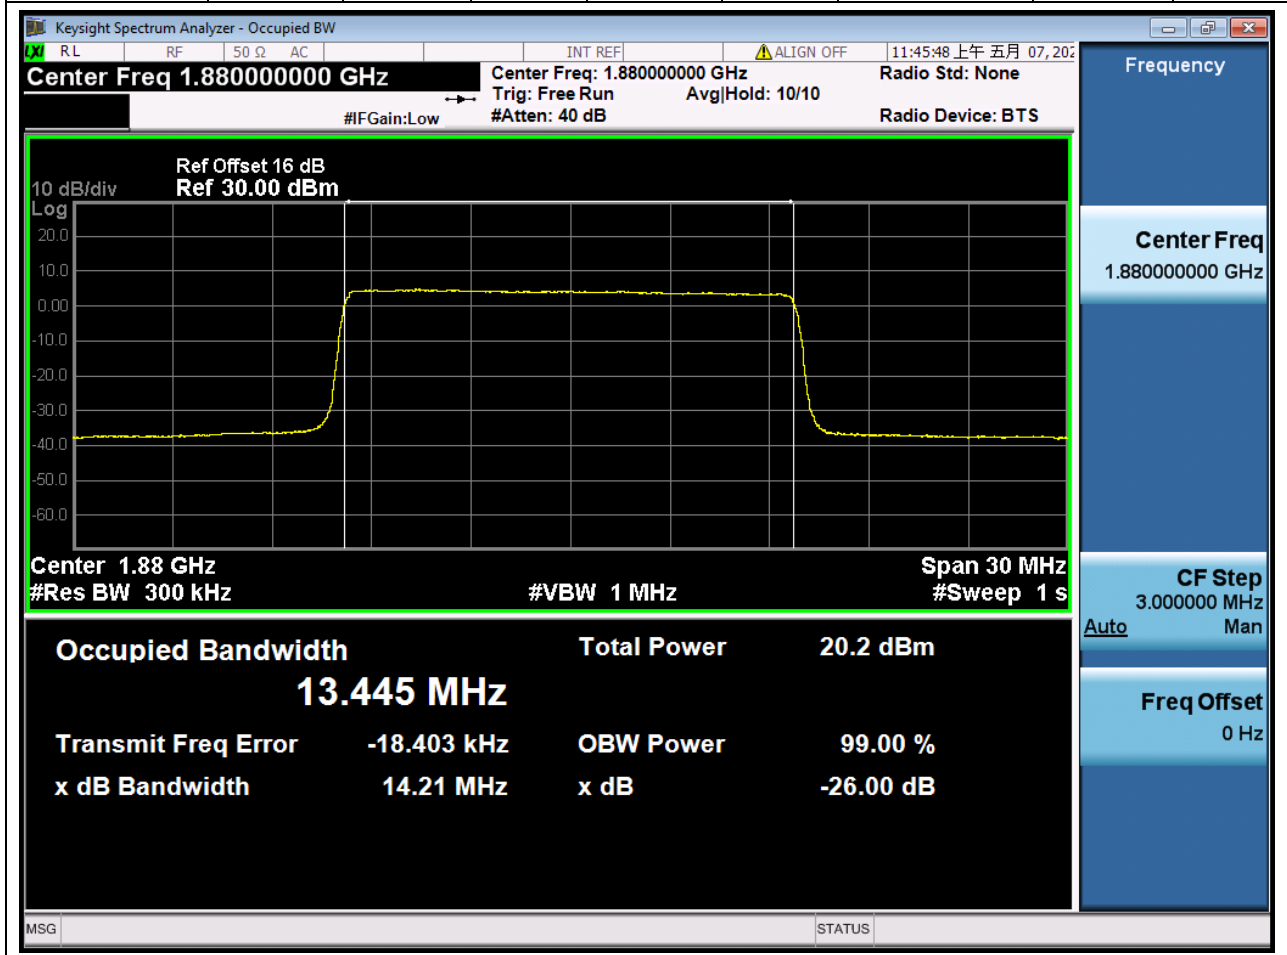 Keysight Spectrum Analyzer - Occupied BW
LXI RL RF 50 Ω AC INT REF ALIGN OFF 11:45:48 上午 五月 07, 202
Center Freq 1.880000000 GHz
Center Freq: 1.880000000 GHz Radio Std: None
Trig: Free Run Avg|Hold: 10/10
#IFGain:Low #Atten: 40 dB Radio Device: BTS
Ref Offset 16 dB
10 dB/div Ref 30.00 dBm
Log
20.0
10.0
0.00
-10.0
-20.0
-30.0
-40.0
-50.0
-60.0
Center 1.88 GHz Span 30 MHz
#Res BW 300 kHz #VBW 1 MHz #Sweep 1 s
Occupied Bandwidth Total Power 20.2 dBm
13.445 MHz
Transmit Freq Error -18.403 kHz OBW Power 99.00 %
x dB Bandwidth 14.21 MHz x dB -26.00 dB
MSG STATUS
Frequency
Center Freq
1.880000000 GHz
CF Step
3.000000 MHz
Auto Man
Freq Offset
0 Hz